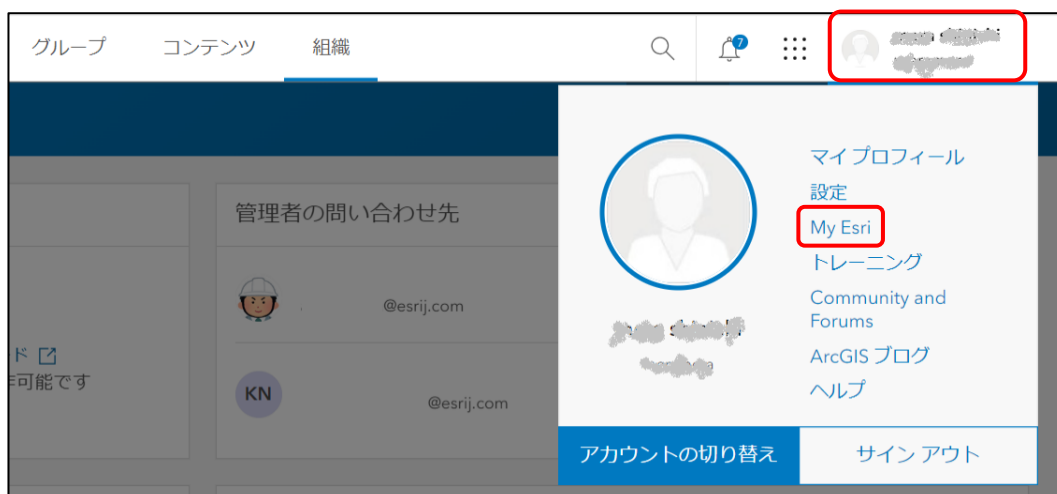 グループ コンテンツ 組織
7
管理者の問い合わせ先
@esrij.com
ド
可能です
KN
@esrij.com
マイ プロフィール
設定
My Esri
トレーニング
Community and
Forums
ArcGIS ブログ
ヘルプ
アカウントの切り替え
サイン アウト